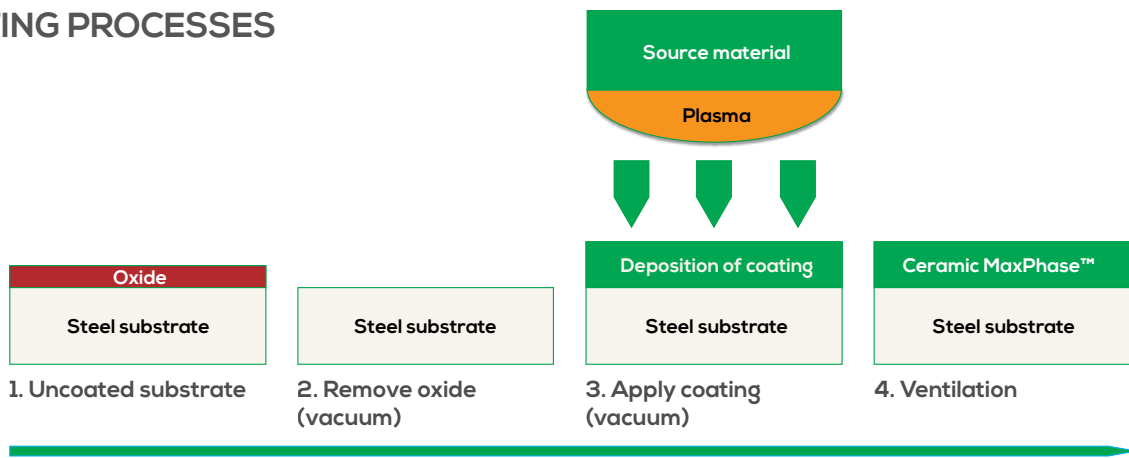 TING PROCESSES
Source material
Plasma
Oxide
Steel substrate
1. Uncoated substrate
Steel substrate
2. Remove oxide
(vacuum)
Deposition of coating
Steel substrate
3. Apply coating
(vacuum)
Ceramic MaxPhase™
Steel substrate
4. Ventilation